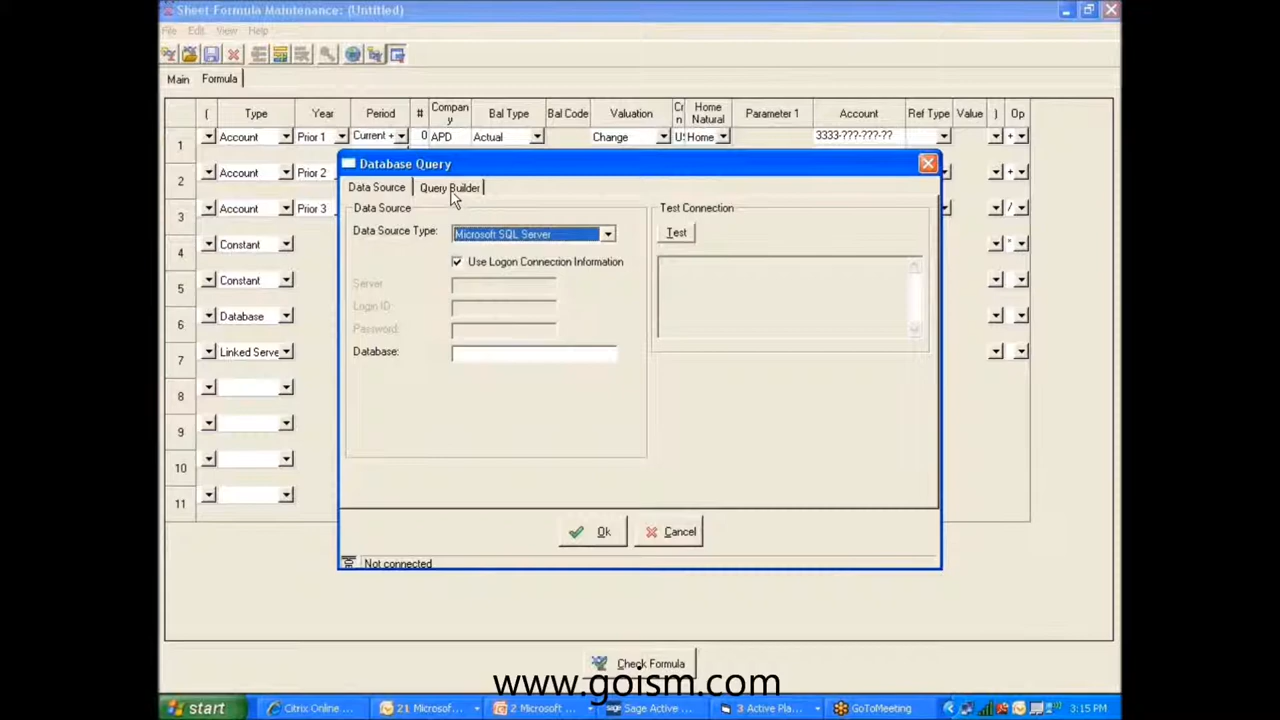 Sheet Formula Maintenance: (Untitled)
File Edit View Help
Main Formula
( Type Year Period # Company Bal Type Bal Code Valuation Home Natural Parameter 1 Account Ref Type Value ) Op
1 Account Prior 1 Current + 0 APD Actual Change Home 3333-???-???-?? +
2 Account Prior 2 +
3 Account Prior 3 /
4 Constant *
5 Constant
6 Database
7 Linked Serve
8
9
10
11
Database Query
Data Source Query Builder
Data Source
Data Source Type: Microsoft SQL Server
Use Logon Connection Information
Server
Login ID:
Password:
Database:
Test Connection
Test
Ok Cancel
Not connected
Check Formula
www.goism.com
start Citrix Online ... 21 Microsof... 2 Microsoft ... Sage Active ... 3 Active Pla... GoToMeeting 3:15 PM